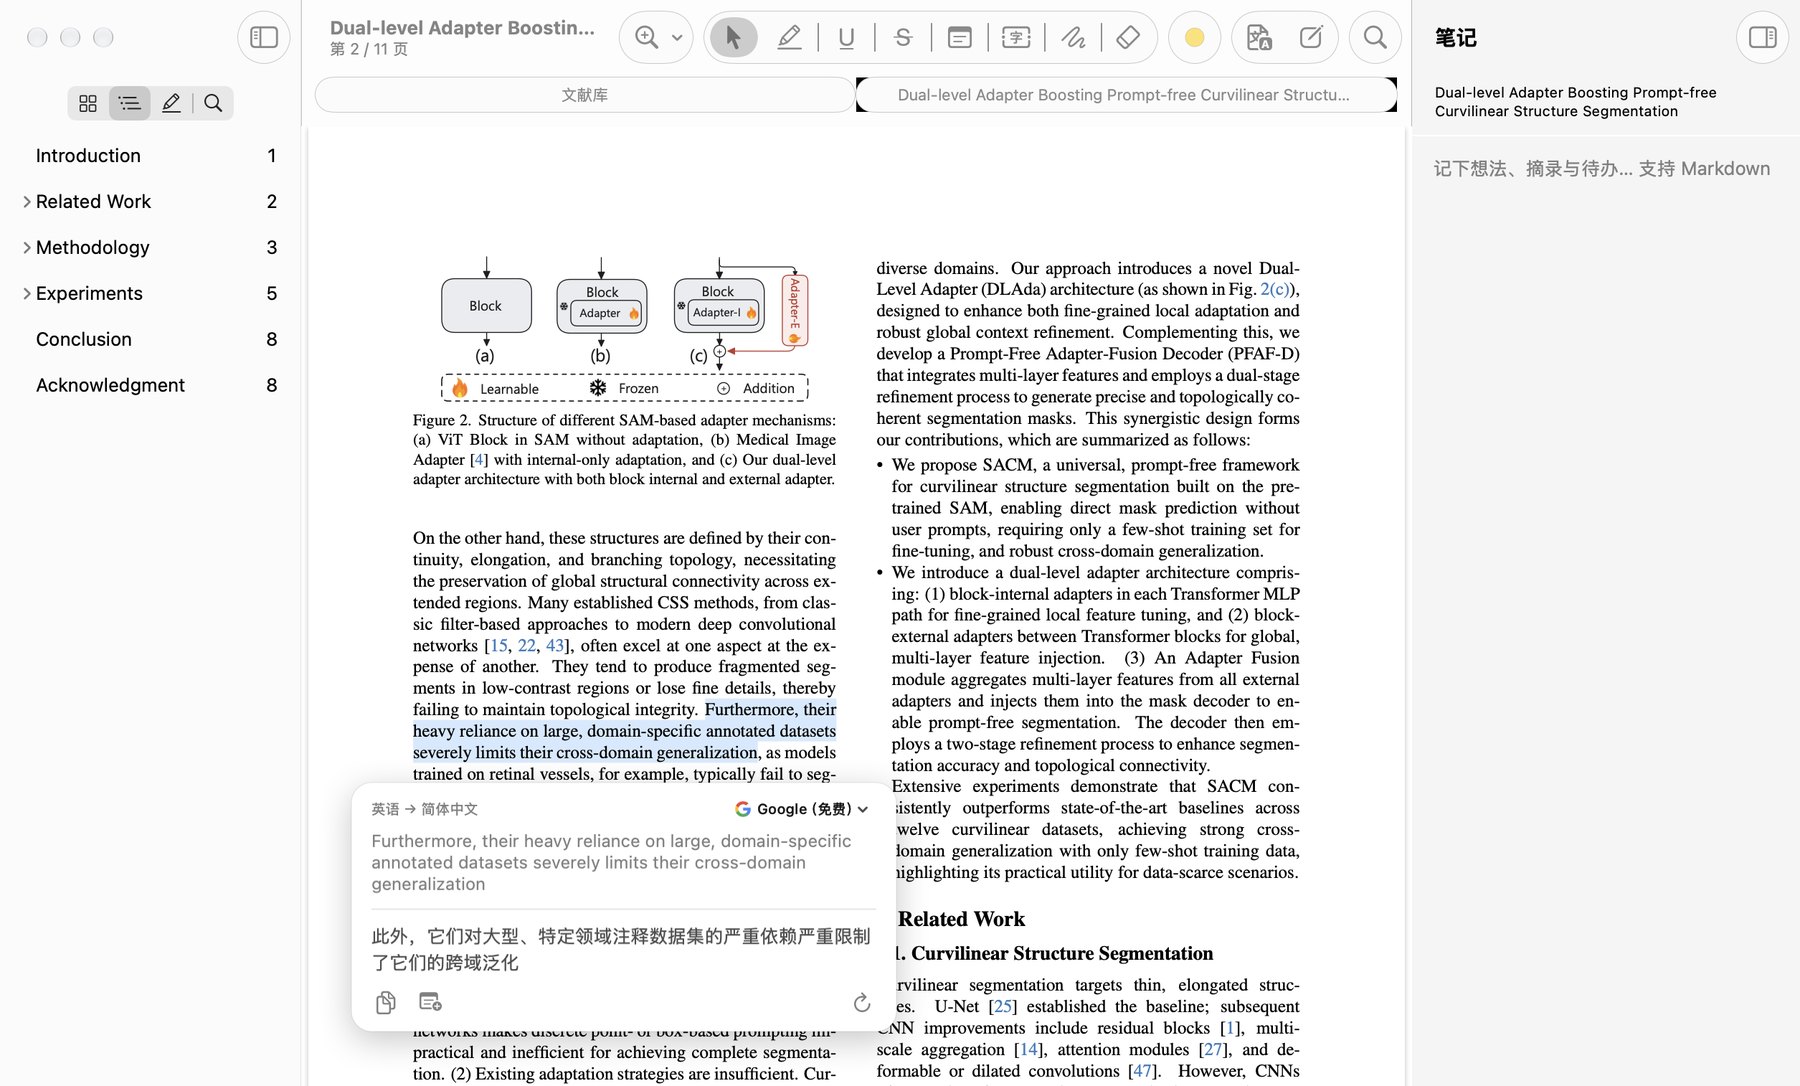 Dual-level Adapter Boostin...
第 2 / 11 页
笔记
文献库
Dual-level Adapter Boosting Prompt-free Curvilinear Structu...
Dual-level Adapter Boosting Prompt-free
Curvilinear Structure Segmentation
记下想法、摘录与待办... 支持 Markdown
Introduction 1
Related Work 2
Methodology 3
Experiments 5
Conclusion 8
Acknowledgment 8
Block
Block
Adapter
Block
Adapter-I
Adapter-E
(a)
(b)
(c)
Learnable
Frozen
Addition
Figure 2. Structure of different SAM-based adapter mechanisms:
(a) ViT Block in SAM without adaptation, (b) Medical Image
Adapter [4] with internal-only adaptation, and (c) Our dual-level
adapter architecture with both block internal and external adapter.
On the other hand, these structures are defined by their con-
tinuity, elongation, and branching topology, necessitating
the preservation of global structural connectivity across ex-
tended regions. Many established CSS methods, from clas-
sic filter-based approaches to modern deep convolutional
networks [15, 22, 43], often excel at one aspect at the ex-
pense of another. They tend to produce fragmented seg-
ments in low-contrast regions or lose fine details, thereby
failing to maintain topological integrity. Furthermore, their
heavy reliance on large, domain-specific annotated datasets
severely limits their cross-domain generalization, as models
trained on retinal vessels, for example, typically fail to seg-
英语 → 简体中文
Google (免费)
Furthermore, their heavy reliance on large, domain-specific
annotated datasets severely limits their cross-domain
generalization
此外，它们对大型、特定领域注释数据集的严重依赖严重限制
了它们的跨域泛化
networks makes discrete point- or box-based prompting im-
practical and inefficient for achieving complete segmenta-
tion. (2) Existing adaptation strategies are insufficient. Cur-
diverse domains. Our approach introduces a novel Dual-
Level Adapter (DLAda) architecture (as shown in Fig. 2(c)),
designed to enhance both fine-grained local adaptation and
robust global context refinement. Complementing this, we
develop a Prompt-Free Adapter-Fusion Decoder (PFAF-D)
that integrates multi-layer features and employs a dual-stage
refinement process to generate precise and topologically co-
herent segmentation masks. This synergistic design forms
our contributions, which are summarized as follows:
• We propose SACM, a universal, prompt-free framework
for curvilinear structure segmentation built on the pre-
trained SAM, enabling direct mask prediction without
user prompts, requiring only a few-shot training set for
fine-tuning, and robust cross-domain generalization.
• We introduce a dual-level adapter architecture compris-
ing: (1) block-internal adapters in each Transformer MLP
path for fine-grained local feature tuning, and (2) block-
external adapters between Transformer blocks for global,
multi-layer feature injection. (3) An Adapter Fusion
module aggregates multi-layer features from all external
adapters and injects them into the mask decoder to en-
able prompt-free segmentation. The decoder then em-
ploys a two-stage refinement process to enhance segmen-
tation accuracy and topological connectivity.
Extensive experiments demonstrate that SACM con-
sistently outperforms state-of-the-art baselines across
welve curvilinear datasets, achieving strong cross-
domain generalization with only few-shot training data,
highlighting its practical utility for data-scarce scenarios.
Related Work
1. Curvilinear Structure Segmentation
rvilinear segmentation targets thin, elongated struc-
es. U-Net [25] established the baseline; subsequent
CNN improvements include residual blocks [1], multi-
scale aggregation [14], attention modules [27], and de-
formable or dilated convolutions [47]. However, CNNs